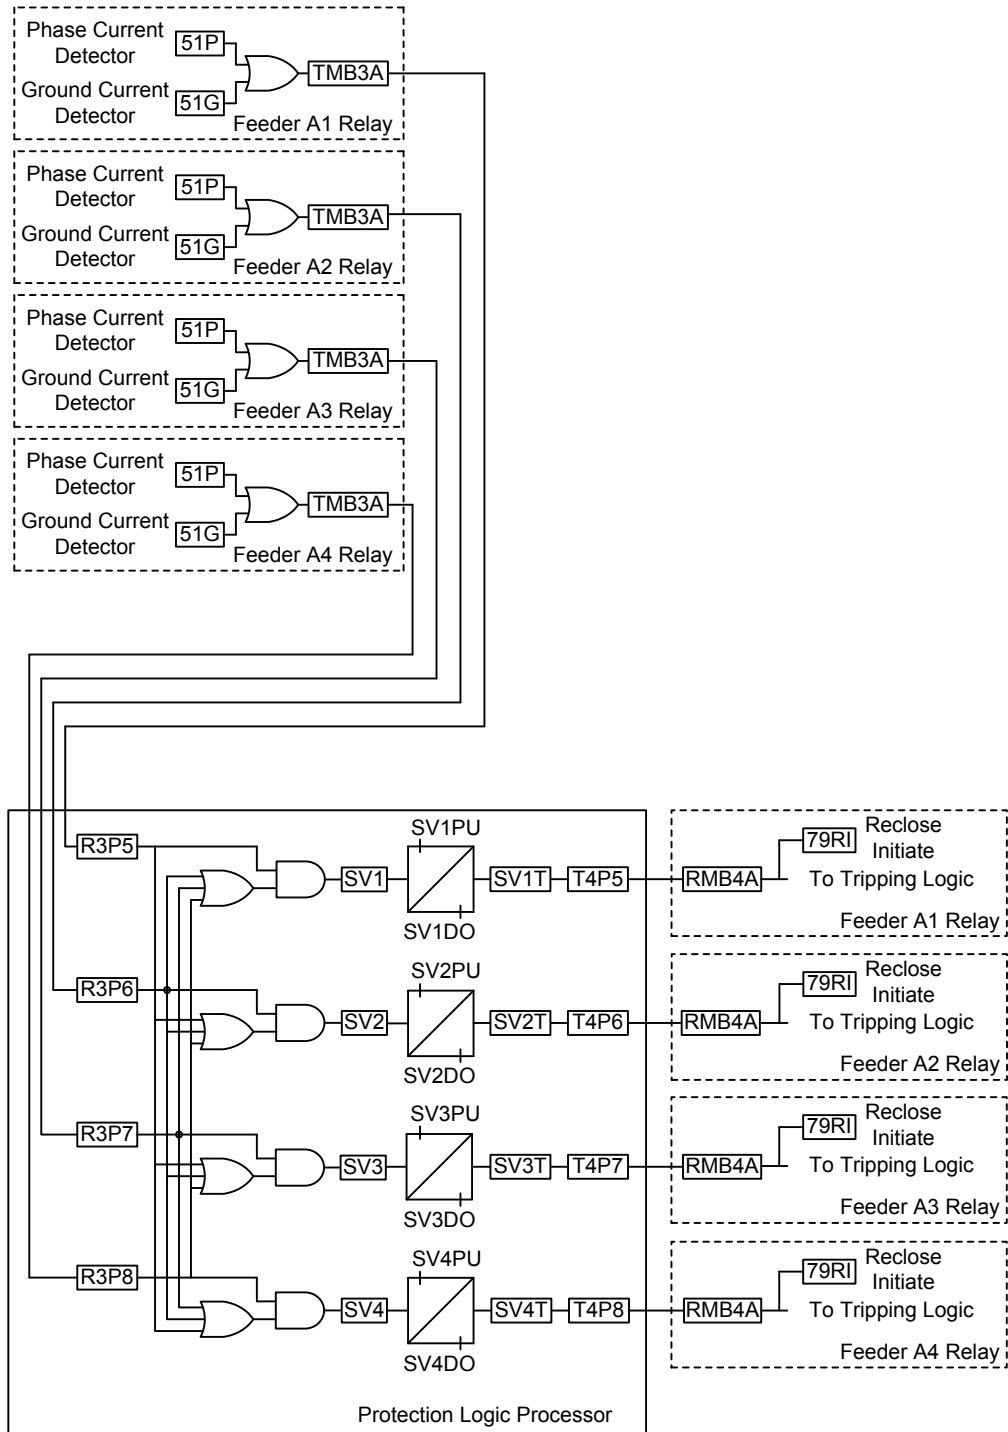 Phase Current
Detector
51P
Ground Current
Detector
51G
TMB3A
Feeder A1 Relay
Phase Current
Detector
51P
Ground Current
Detector
51G
TMB3A
Feeder A2 Relay
Phase Current
Detector
51P
Ground Current
Detector
51G
TMB3A
Feeder A3 Relay
Phase Current
Detector
51P
Ground Current
Detector
51G
TMB3A
Feeder A4 Relay
R3P5
SV1
SV1PU
SV1DO
SV1T
T4P5
RMB4A
79RI
Reclose
Initiate
To Tripping Logic
Feeder A1 Relay
R3P6
SV2
SV2PU
SV2DO
SV2T
T4P6
RMB4A
79RI
Reclose
Initiate
To Tripping Logic
Feeder A2 Relay
R3P7
SV3
SV3PU
SV3DO
SV3T
T4P7
RMB4A
79RI
Reclose
Initiate
To Tripping Logic
Feeder A3 Relay
R3P8
SV4
SV4PU
SV4DO
SV4T
T4P8
RMB4A
79RI
Reclose
Initiate
To Tripping Logic
Feeder A4 Relay
Protection Logic Processor